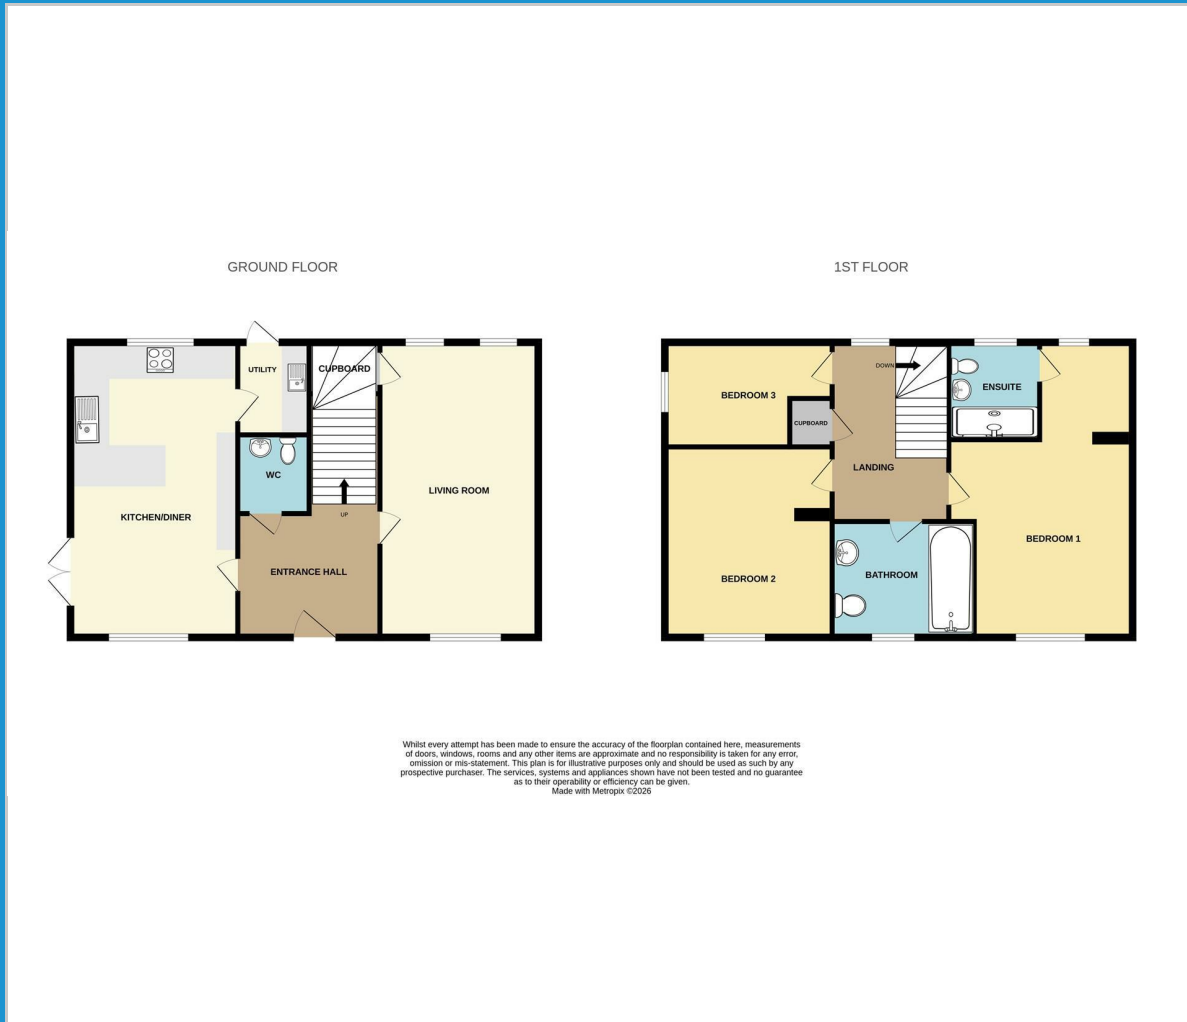 GROUND FLOOR
1ST FLOOR
UTILITY
CUPBOARD
WC
LIVING ROOM
UP
KITCHEN/DINER
ENTRANCE HALL
DOWN
BEDROOM 3
ENSUITE
CUPBOARD
LANDING
BEDROOM 1
BEDROOM 2
BATHROOM
Whilst every attempt has been made to ensure the accuracy of the floorplan contained here, measurements
of doors, windows, rooms and any other items are approximate and no responsibility is taken for any error,
omission or mis-statement. This plan is for illustrative purposes only and should be used as such by any
prospective purchaser. The services, systems and appliances shown have not been tested and no guarantee
as to their operability or efficiency can be given.
Made with Metropix ©2026